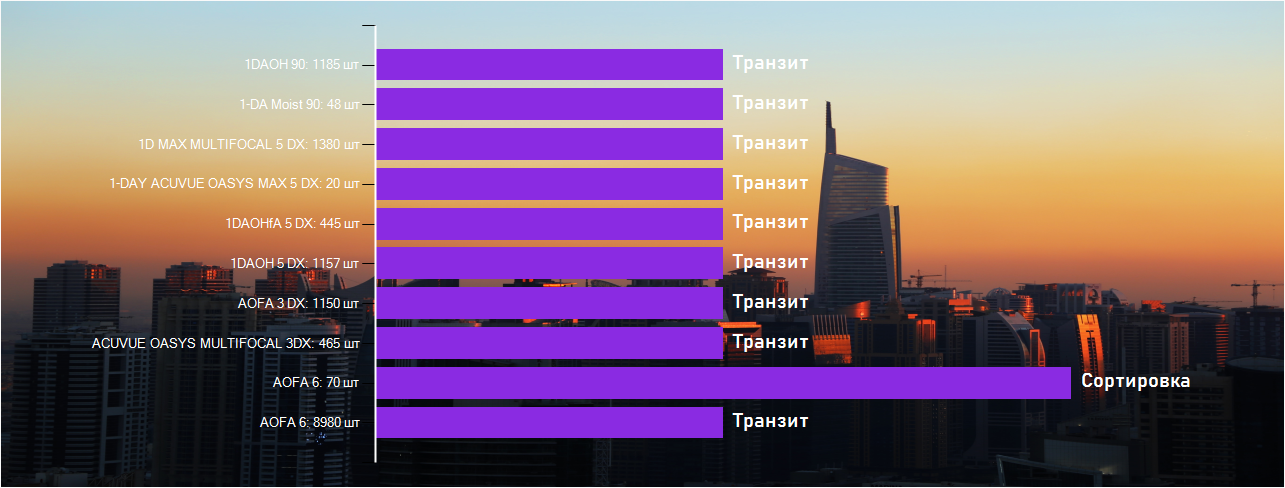 1DAOH 90: 1185 шт Транзит
1-DA Moist 90: 48 шт Транзит
1D MAX MULTIFOCAL 5 DX: 1380 шт Транзит
1-DAY ACUVUE OASYS MAX 5 DX: 20 шт Транзит
1DAOHfA 5 DX: 445 шт Транзит
1DAOH 5 DX: 1157 шт Транзит
AOFA 3 DX: 1150 шт Транзит
ACUVUE OASYS MULTIFOCAL 3DX: 465 шт Транзит
AOFA 6: 70 шт Сортировка
AOFA 6: 8980 шт Транзит